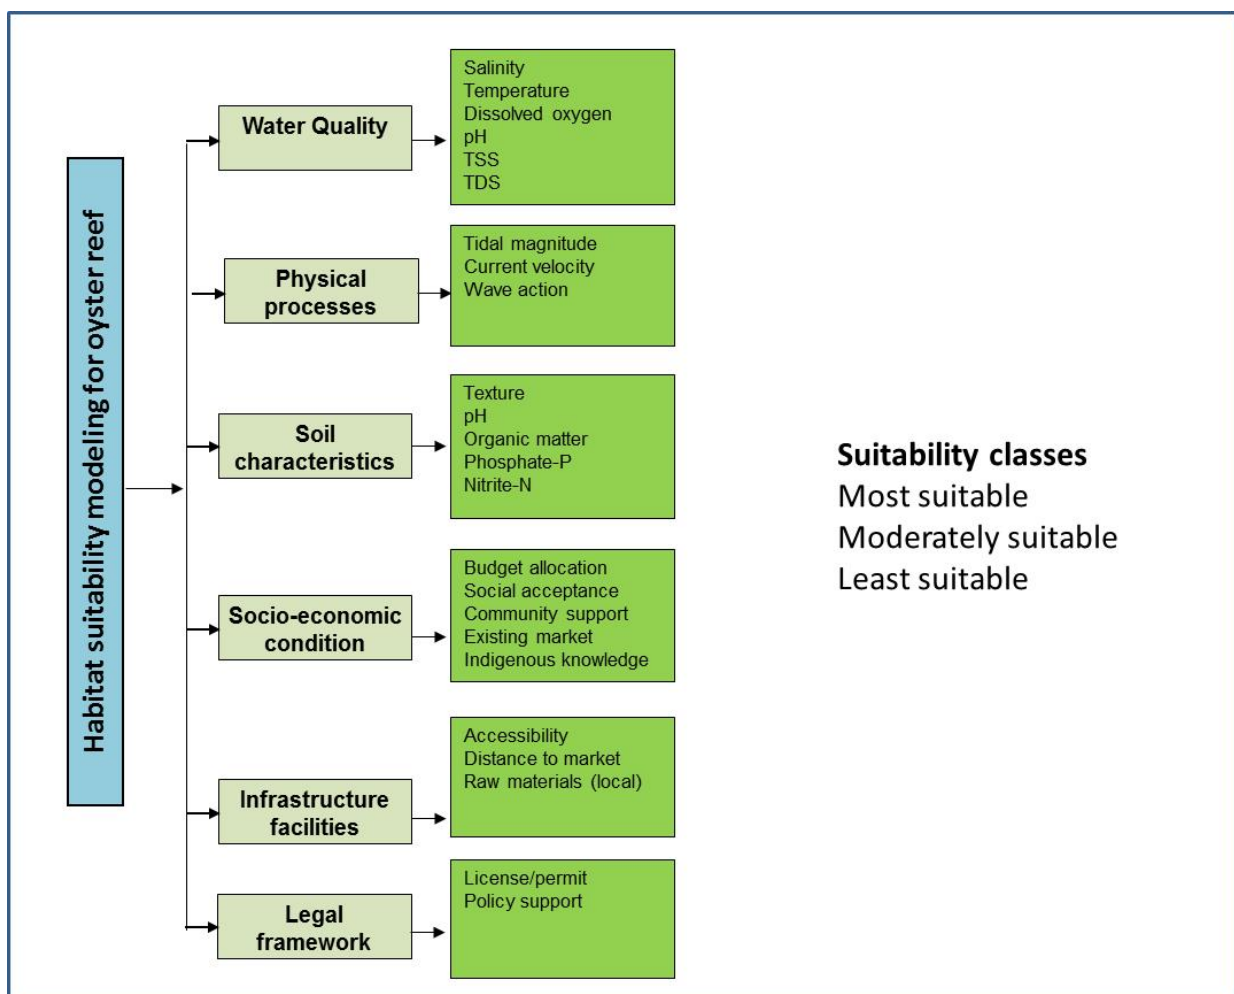 Habitat suitability modeling for oyster reef
Water Quality
Salinity
Temperature
Dissolved oxygen
pH
TSS
TDS
Physical
processes
Tidal magnitude
Current velocity
Wave action
Soil
characteristics
Texture
pH
Organic matter
Phosphate-P
Nitrite-N
Socio-economic
condition
Budget allocation
Social acceptance
Community support
Existing market
Indigenous knowledge
Infrastructure
facilities
Accessibility
Distance to market
Raw materials (local)
Legal
framework
License/permit
Policy support
Suitability classes
Most suitable
Moderately suitable
Least suitable